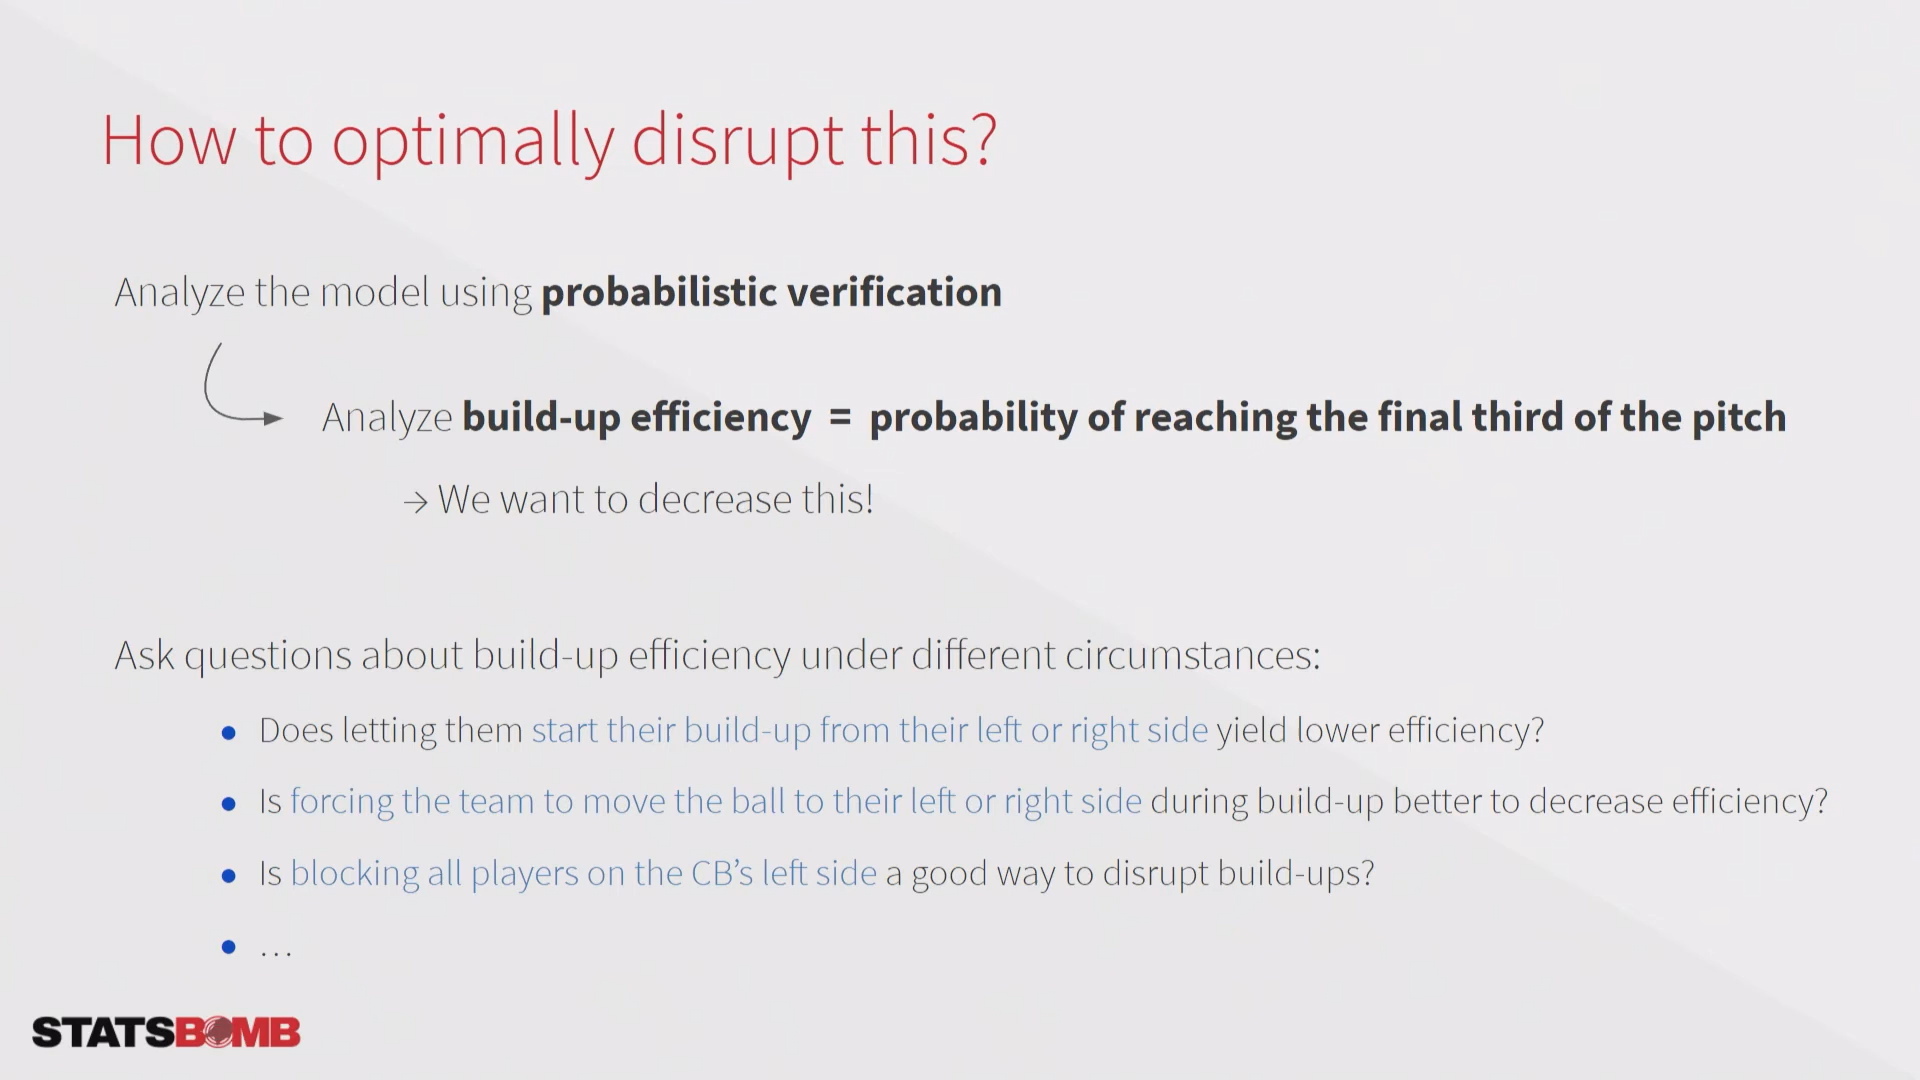 How to optimally disrupt this?
Analyze the model using probabilistic verification
Analyze build-up efficiency = probability of reaching the final third of the pitch
→ We want to decrease this!
Ask questions about build-up efficiency under different circumstances:
● Does letting them start their build-up from their left or right side yield lower efficiency?
● Is forcing the team to move the ball to their left or right side during build-up better to decrease efficiency?
● Is blocking all players on the CB’s left side a good way to disrupt build-ups?
● …
STATSBOMB